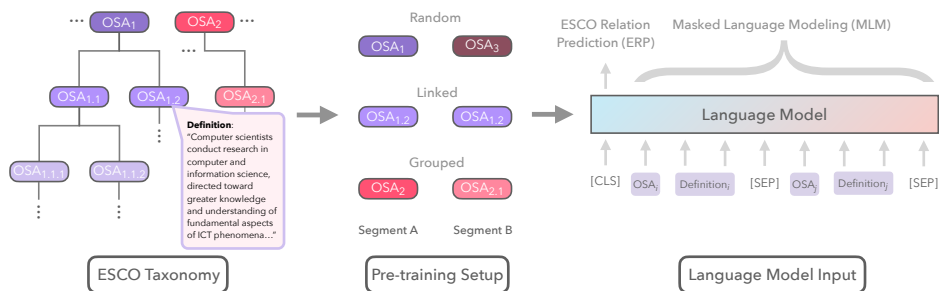 ... OSA1 OSA2 ...
...
...
OSA1.1 OSA1.2 OSA2.1
Definition:
"Computer scientists
conduct research in
computer and
information science,
directed toward
greater knowledge
and understanding of
fundamental aspects
of ICT phenomena..."
OSA1.1.1 OSA1.1.2
ESCO Taxonomy
Random
OSA1 OSA3
Linked
OSA1.2 OSA1.2
Grouped
OSA2 OSA2.1
Segment A Segment B
Pre-training Setup
ESCO Relation
Prediction (ERP)
Masked Language Modeling (MLM)
Language Model
[CLS] OSAi Definitioni [SEP] OSAj Definitionj [SEP]
Language Model Input